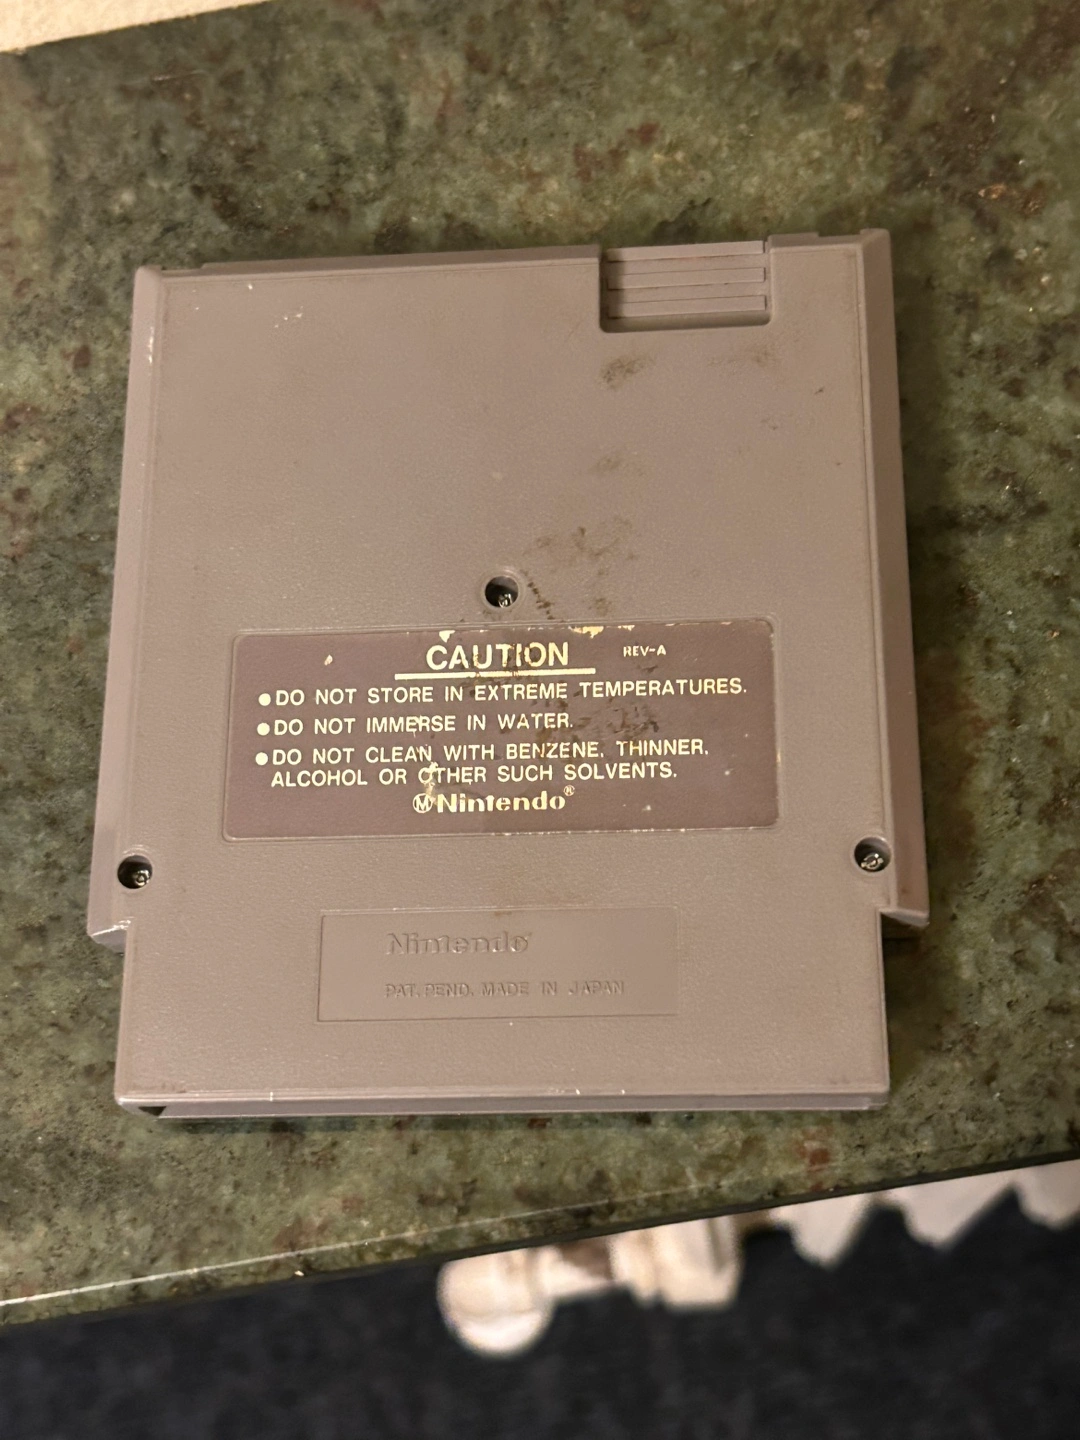 CAUTION REV-A
●DO NOT STORE IN EXTREME TEMPERATURES.
●DO NOT IMMERSE IN WATER.
●DO NOT CLEAN WITH BENZENE, THINNER,
ALCOHOL OR OTHER SUCH SOLVENTS.
Ⓜ Nintendo®
Nintendo®
PAT. PEND. MADE IN JAPAN